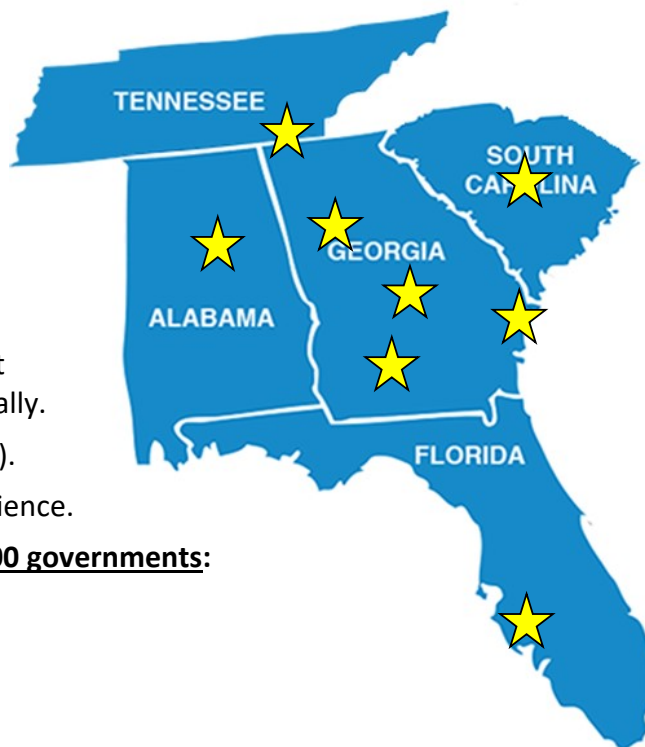 TENNESSEE
SOUTH
CAROLINA
GEORGIA
ALABAMA
ally.
FLORIDA
).
ience.
00 governments: